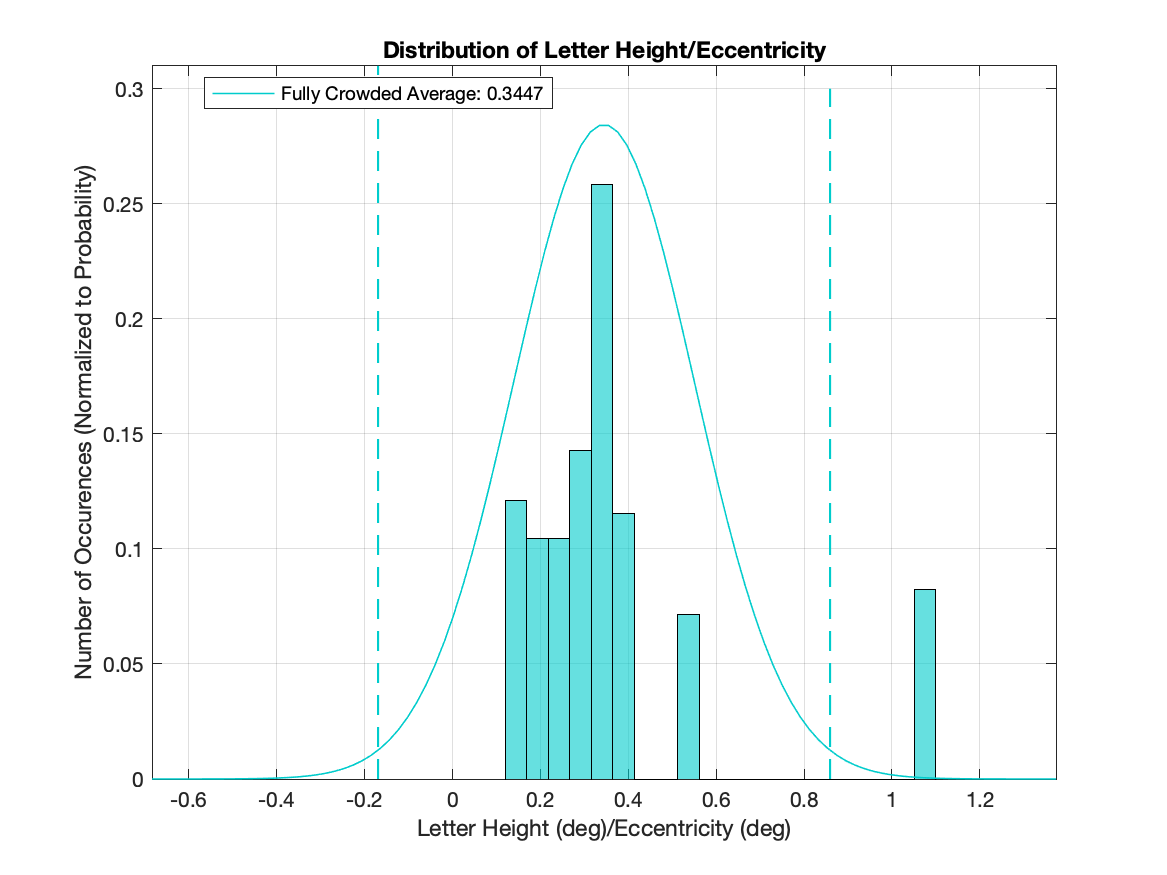 Distribution of Letter Height/Eccentricity
Fully Crowded Average: 0.3447
Number of Occurences (Normalized to Probability)
0.3
0.25
0.2
0.15
0.1
0.05
0
-0.6 -0.4 -0.2 0 0.2 0.4 0.6 0.8 1 1.2
Letter Height (deg)/Eccentricity (deg)